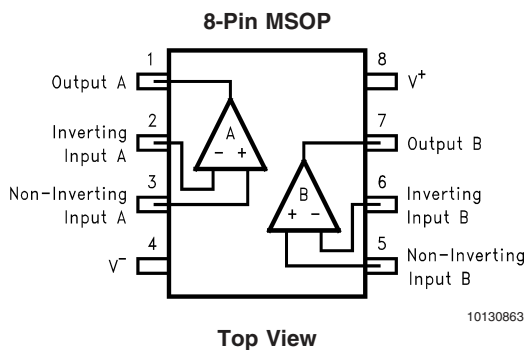 8-Pin MSOP
1
Output A
2
Inverting
Input A
3
Non-Inverting
Input A
4
V⁻
A
− +
B
+ −
8
V⁺
7
Output B
6
Inverting
Input B
5
Non-Inverting
Input B
10130863
Top View